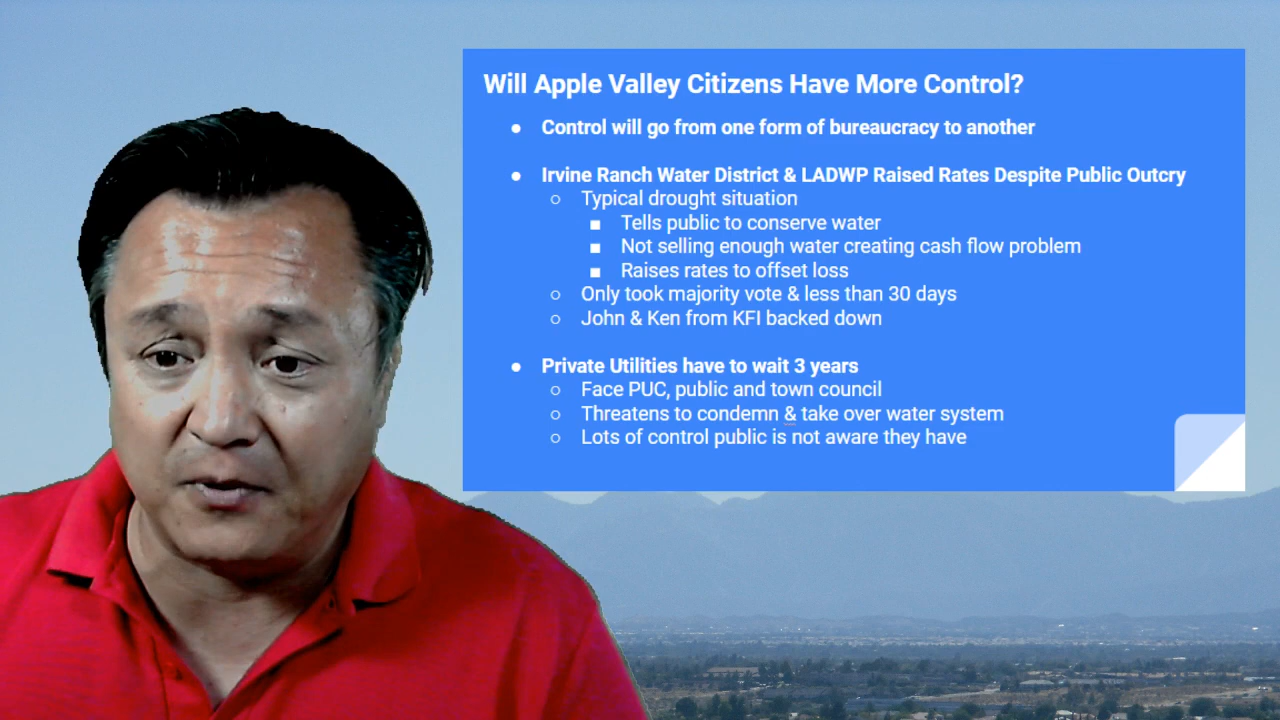 Will Apple Valley Citizens Have More Control?
● Control will go from one form of bureaucracy to another
● Irvine Ranch Water District & LADWP Raised Rates Despite Public Outcry
○ Typical drought situation
■ Tells public to conserve water
■ Not selling enough water creating cash flow problem
■ Raises rates to offset loss
○ Only took majority vote & less than 30 days
○ John & Ken from KFI backed down
● Private Utilities have to wait 3 years
○ Face PUC, public and town council
○ Threatens to condemn & take over water system
○ Lots of control public is not aware they have